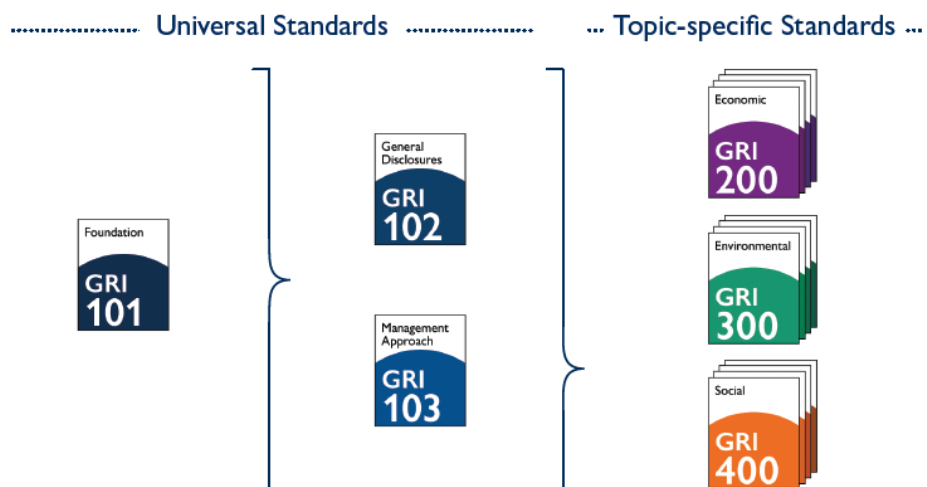 Universal Standards
Topic-specific Standards
Foundation
GRI
101
General
Disclosures
GRI
102
Management
Approach
GRI
103
Economic
GRI
200
Environmental
GRI
300
Social
GRI
400